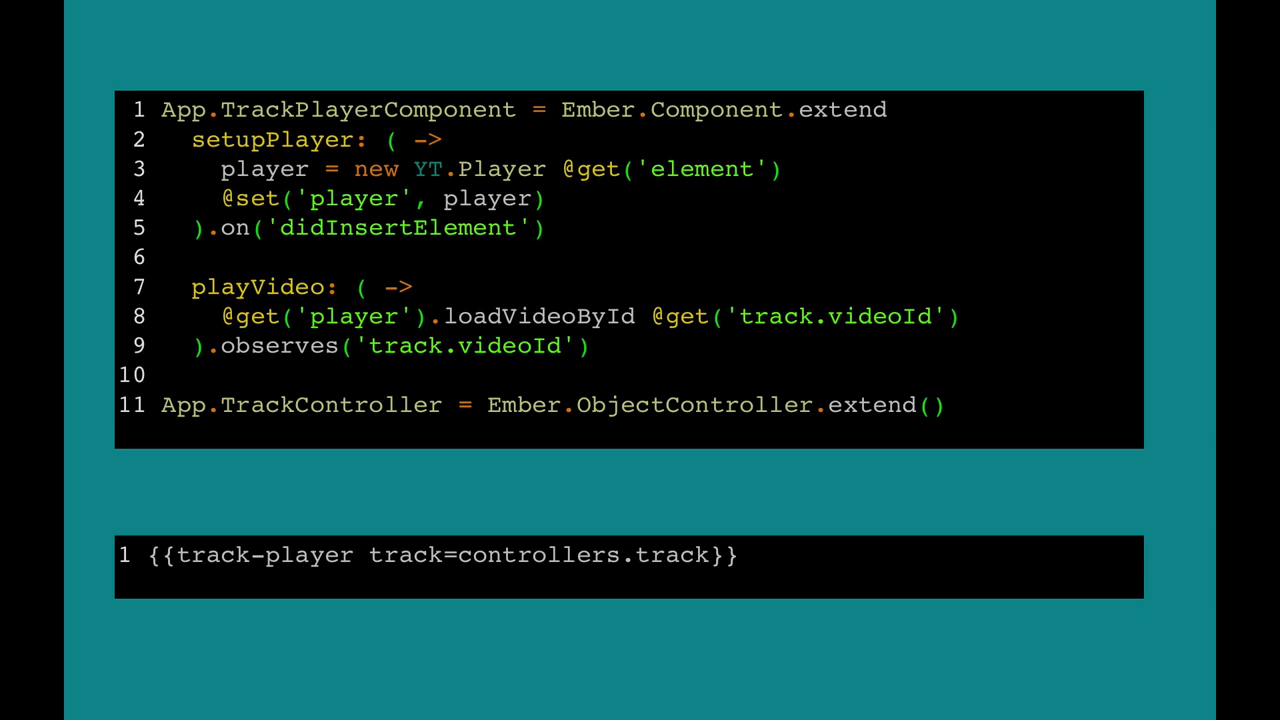 1 App.TrackPlayerComponent = Ember.Component.extend
2   setupPlayer: ( ->
3     player = new YT.Player @get('element')
4     @set('player', player)
5   ).on('didInsertElement')
6
7   playVideo: ( ->
8     @get('player').loadVideoById @get('track.videoId')
9   ).observes('track.videoId')
10
11 App.TrackController = Ember.ObjectController.extend()
1 {{track-player track=controllers.track}}